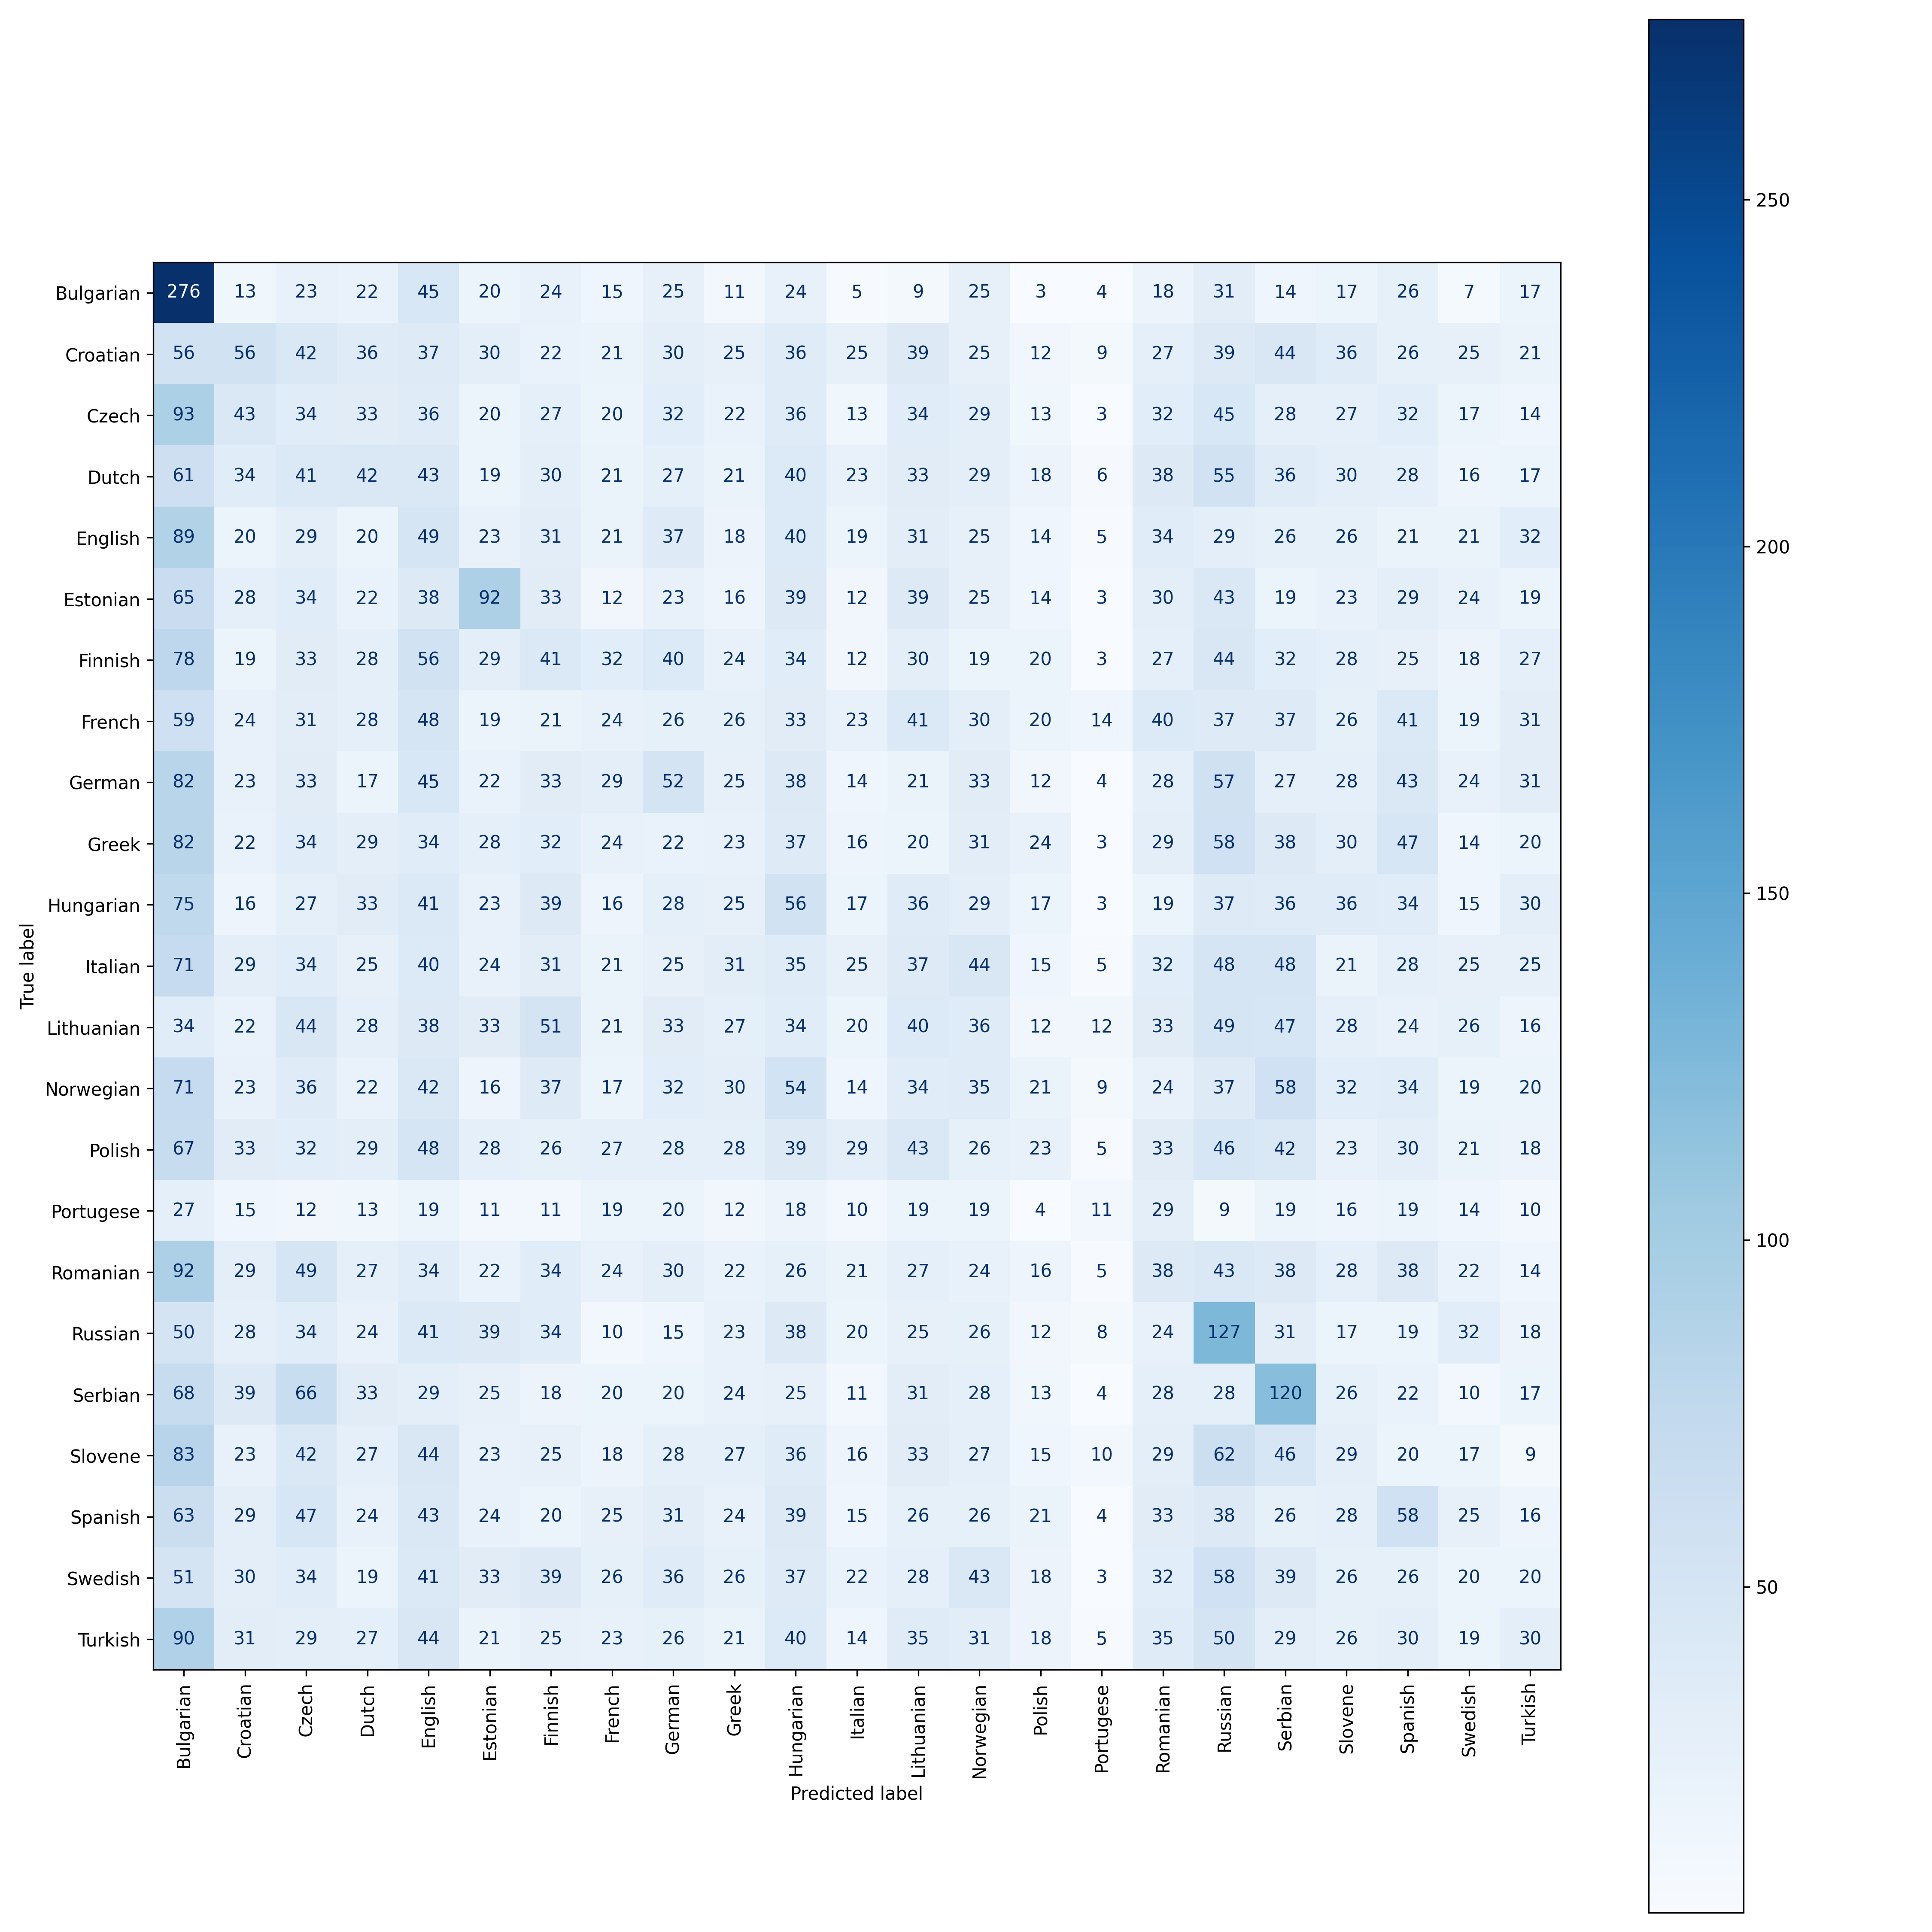 250
Bulgarian 276 13 23 22 45 20 24 15 25 11 24 5 9 25 3 4 18 31 14 17 26 7 17
Croatian 56 56 42 36 37 30 22 21 30 25 36 25 39 25 12 9 27 39 44 36 26 25 21
Czech 93 43 34 33 36 20 27 20 32 22 36 13 34 29 13 3 32 45 28 27 32 17 14
Dutch 61 34 41 42 43 19 30 21 27 21 40 23 33 29 18 6 38 55 36 30 28 16 17
English 89 20 29 20 49 23 31 21 37 18 40 19 31 25 14 5 34 29 26 26 21 21 32
200
Estonian 65 28 34 22 38 92 33 12 23 16 39 12 39 25 14 3 30 43 19 23 29 24 19
Finnish 78 19 33 28 56 29 41 32 40 24 34 12 30 19 20 3 27 44 32 28 25 18 27
French 59 24 31 28 48 19 21 24 26 26 33 23 41 30 20 14 40 37 37 26 41 19 31
German 82 23 33 17 45 22 33 29 52 25 38 14 21 33 12 4 28 57 27 28 43 24 31
Greek 82 22 34 29 34 28 32 24 22 23 37 16 20 31 24 3 29 58 38 30 47 14 20
150
Hungarian 75 16 27 33 41 23 39 16 28 25 56 17 36 29 17 3 19 37 36 36 34 15 30
True label
Italian 71 29 34 25 40 24 31 21 25 31 35 25 37 44 15 5 32 48 48 21 28 25 25
Lithuanian 34 22 44 28 38 33 51 21 33 27 34 20 40 36 12 12 33 49 47 28 24 26 16
Norwegian 71 23 36 22 42 16 37 17 32 30 54 14 34 35 21 9 24 37 58 32 34 19 20
Polish 67 33 32 29 48 28 26 27 28 28 39 29 43 26 23 5 33 46 42 23 30 21 18
Portugese 27 15 12 13 19 11 11 19 20 12 18 10 19 19 4 11 29 9 19 16 19 14 10
100
Romanian 92 29 49 27 34 22 34 24 30 22 26 21 27 24 16 5 38 43 38 28 38 22 14
Russian 50 28 34 24 41 39 34 10 15 23 38 20 25 26 12 8 24 127 31 17 19 32 18
Serbian 68 39 66 33 29 25 18 20 20 24 25 11 31 28 13 4 28 28 120 26 22 10 17
Slovene 83 23 42 27 44 23 25 18 28 27 36 16 33 27 15 10 29 62 46 29 20 17 9
Spanish 63 29 47 24 43 24 20 25 31 24 39 15 26 26 21 4 33 38 26 28 58 25 16
Swedish 51 30 34 19 41 33 39 26 36 26 37 22 28 43 18 3 32 58 39 26 26 20 20
50
Turkish 90 31 29 27 44 21 25 23 26 21 40 14 35 31 18 5 35 50 29 26 30 19 30
Bulgarian Croatian Czech Dutch English Estonian Finnish French German Greek Hungarian Italian Lithuanian Norwegian Polish Portugese Romanian Russian Serbian Slovene Spanish Swedish Turkish
Predicted label